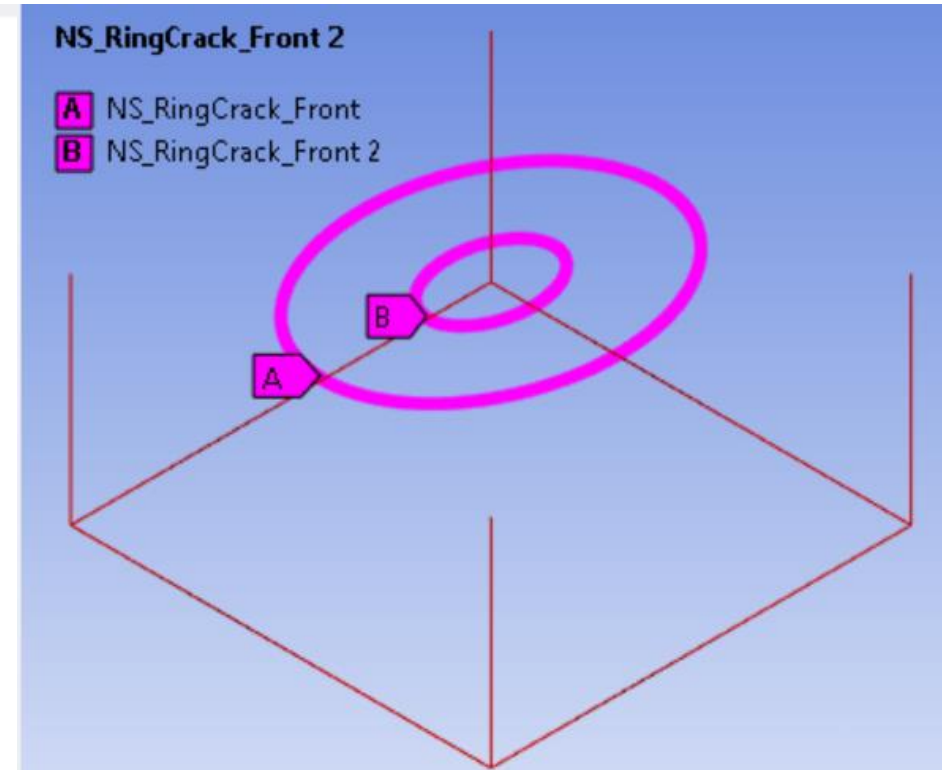 NS_RingCrack_Front 2
A NS_RingCrack_Front
B NS_RingCrack_Front 2
B
A